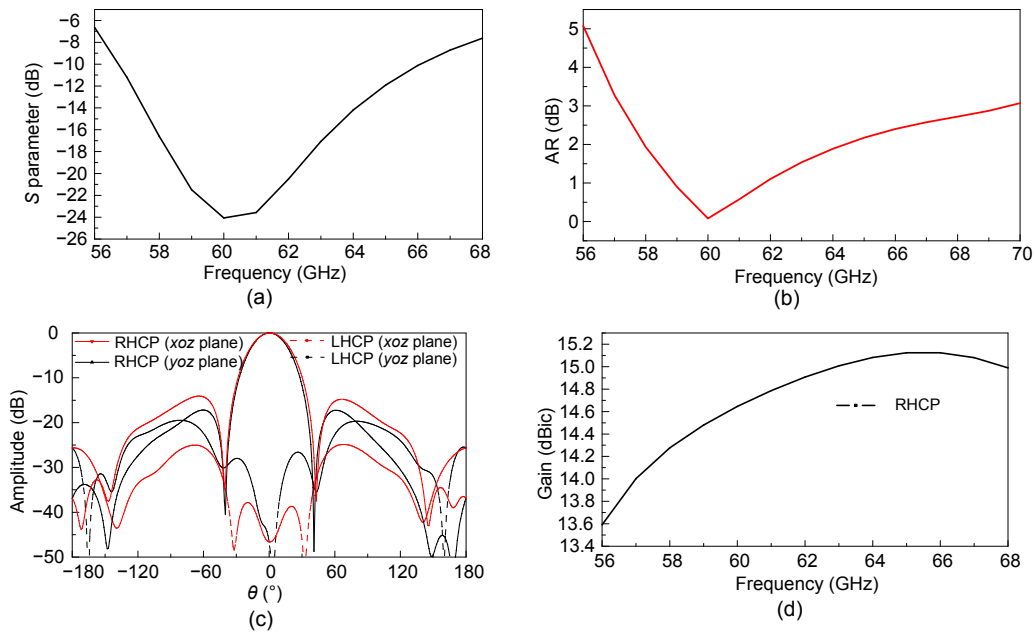 −6
−8
−10
−12
−14
−16
−18
−20
−22
−24
−26
S parameter (dB)
56 58 60 62 64 66 68
Frequency (GHz)
(a)
5
4
3
2
1
0
AR (dB)
56 58 60 62 64 66 68 70
Frequency (GHz)
(b)
0
−10
−20
−30
−40
−50
Amplitude (dB)
RHCP (xoz plane)
RHCP (yoz plane)
LHCP (xoz plane)
LHCP (yoz plane)
−180 −120 −60 0 60 120 180
θ (°)
(c)
15.2
15.0
14.8
14.6
14.4
14.2
14.0
13.8
13.6
13.4
Gain (dBic)
RHCP
56 58 60 62 64 66 68
Frequency (GHz)
(d)